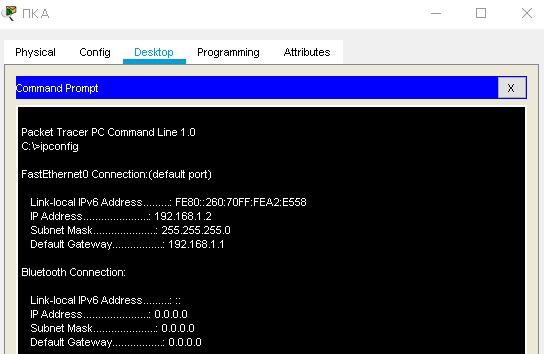 ПКА
Physical Config Desktop Programming Attributes
Command Prompt X
Packet Tracer PC Command Line 1.0
C:\>ipconfig
FastEthernet0 Connection:(default port)
Link-local IPv6 Address.........: FE80::260:70FF:FEA2:E558
IP Address......................: 192.168.1.2
Subnet Mask.....................: 255.255.255.0
Default Gateway.................: 192.168.1.1
Bluetooth Connection:
Link-local IPv6 Address.........: ::
IP Address......................: 0.0.0.0
Subnet Mask.....................: 0.0.0.0
Default Gateway.................: 0.0.0.0